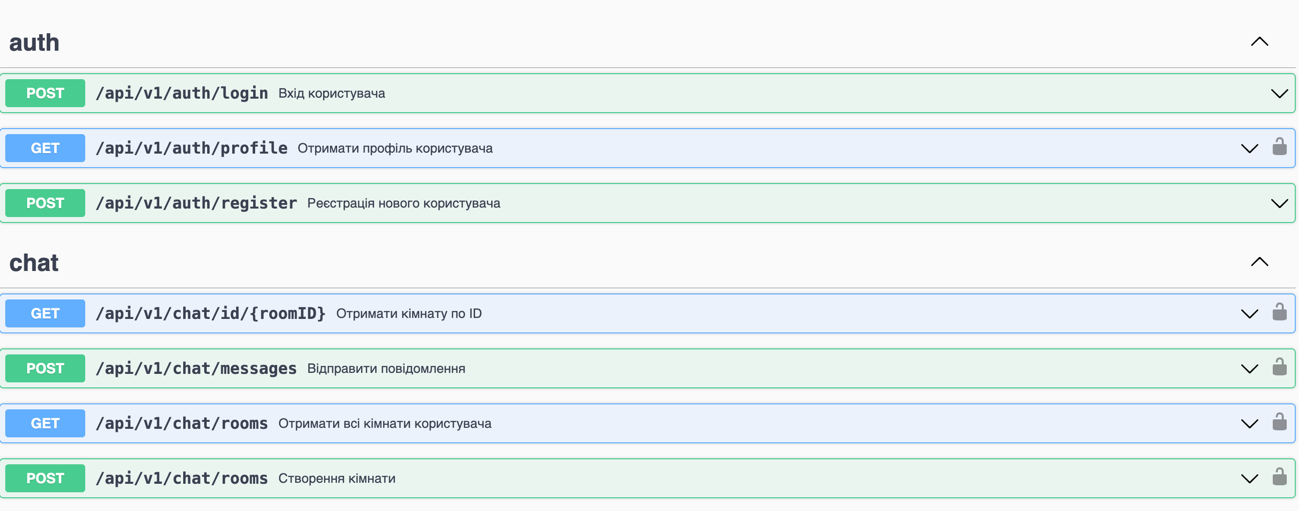 auth
POST /api/v1/auth/login Вхід користувача
GET /api/v1/auth/profile Отримати профіль користувача
POST /api/v1/auth/register Реєстрація нового користувача
chat
GET /api/v1/chat/id/{roomID} Отримати кімнату по ID
POST /api/v1/chat/messages Відправити повідомлення
GET /api/v1/chat/rooms Отримати всі кімнати користувача
POST /api/v1/chat/rooms Створення кімнати